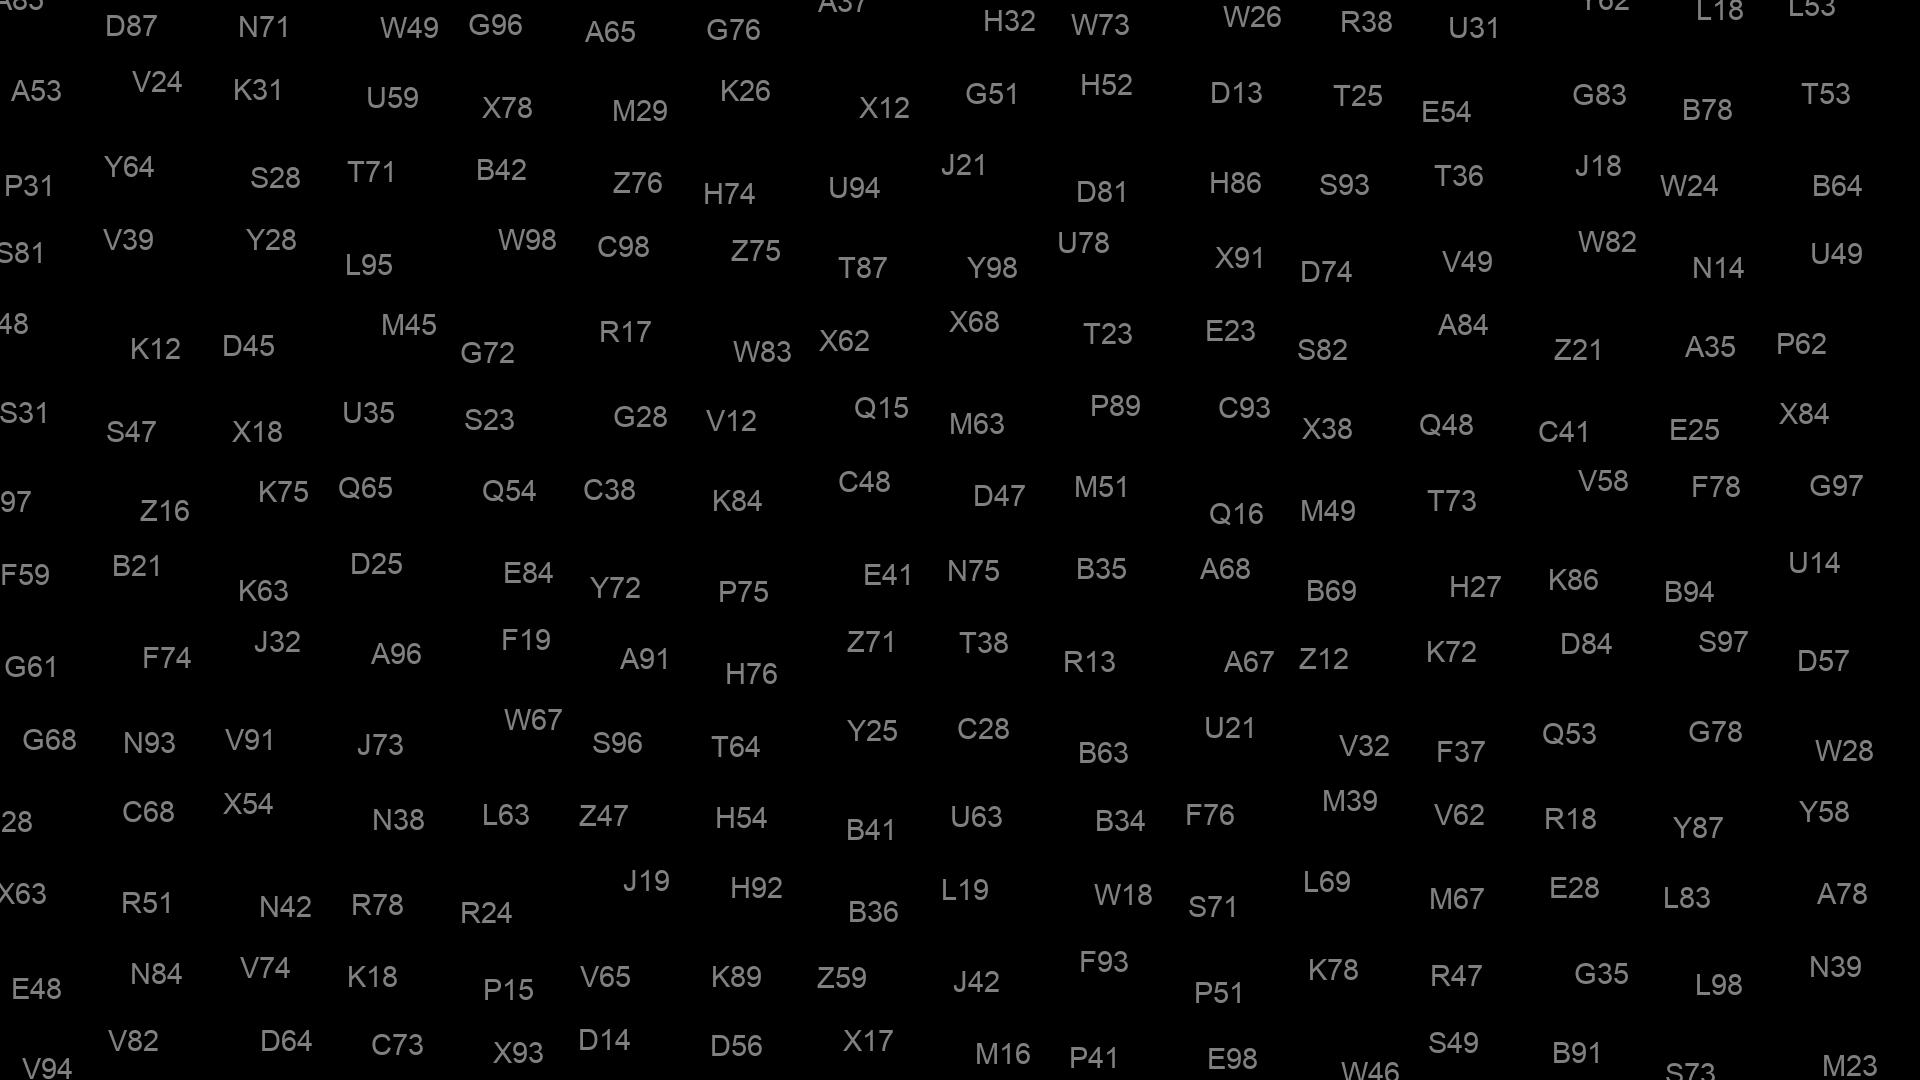 D87 N71 W49 G96 A65 G76 A37 H32 W73 W26 R38 U31 Y62 L18 L53
A53 V24 K31 U59 X78 M29 K26 X12 G51 H52 D13 T25 E54 G83 B78 T53
P31 Y64 S28 T71 B42 Z76 H74 U94 J21 D81 H86 S93 T36 J18 W24 B64
S81 V39 Y28 L95 W98 C98 Z75 T87 Y98 U78 X91 D74 V49 W82 N14 U49
48 K12 D45 M45 G72 R17 W83 X62 X68 T23 E23 S82 A84 Z21 A35 P62
S31 S47 X18 U35 S23 G28 V12 Q15 M63 P89 C93 X38 Q48 C41 E25 X84
97 Z16 K75 Q65 Q54 C38 K84 C48 D47 M51 Q16 M49 T73 V58 F78 G97
F59 B21 K63 D25 E84 Y72 P75 E41 N75 B35 A68 B69 H27 K86 B94 U14
G61 F74 J32 A96 F19 A91 H76 Z71 T38 R13 A67 Z12 K72 D84 S97 D57
G68 N93 V91 J73 W67 S96 T64 Y25 C28 B63 U21 V32 F37 Q53 G78 W28
28 C68 X54 N38 L63 Z47 H54 B41 U63 B34 F76 M39 V62 R18 Y87 Y58
X63 R51 N42 R78 R24 J19 H92 B36 L19 W18 S71 L69 M67 E28 L83 A78
E48 N84 V74 K18 P15 V65 K89 Z59 J42 F93 P51 K78 R47 G35 L98 N39
V94 V82 D64 C73 X93 D14 D56 X17 M16 P41 E98 W46 S49 B91 S73 M23